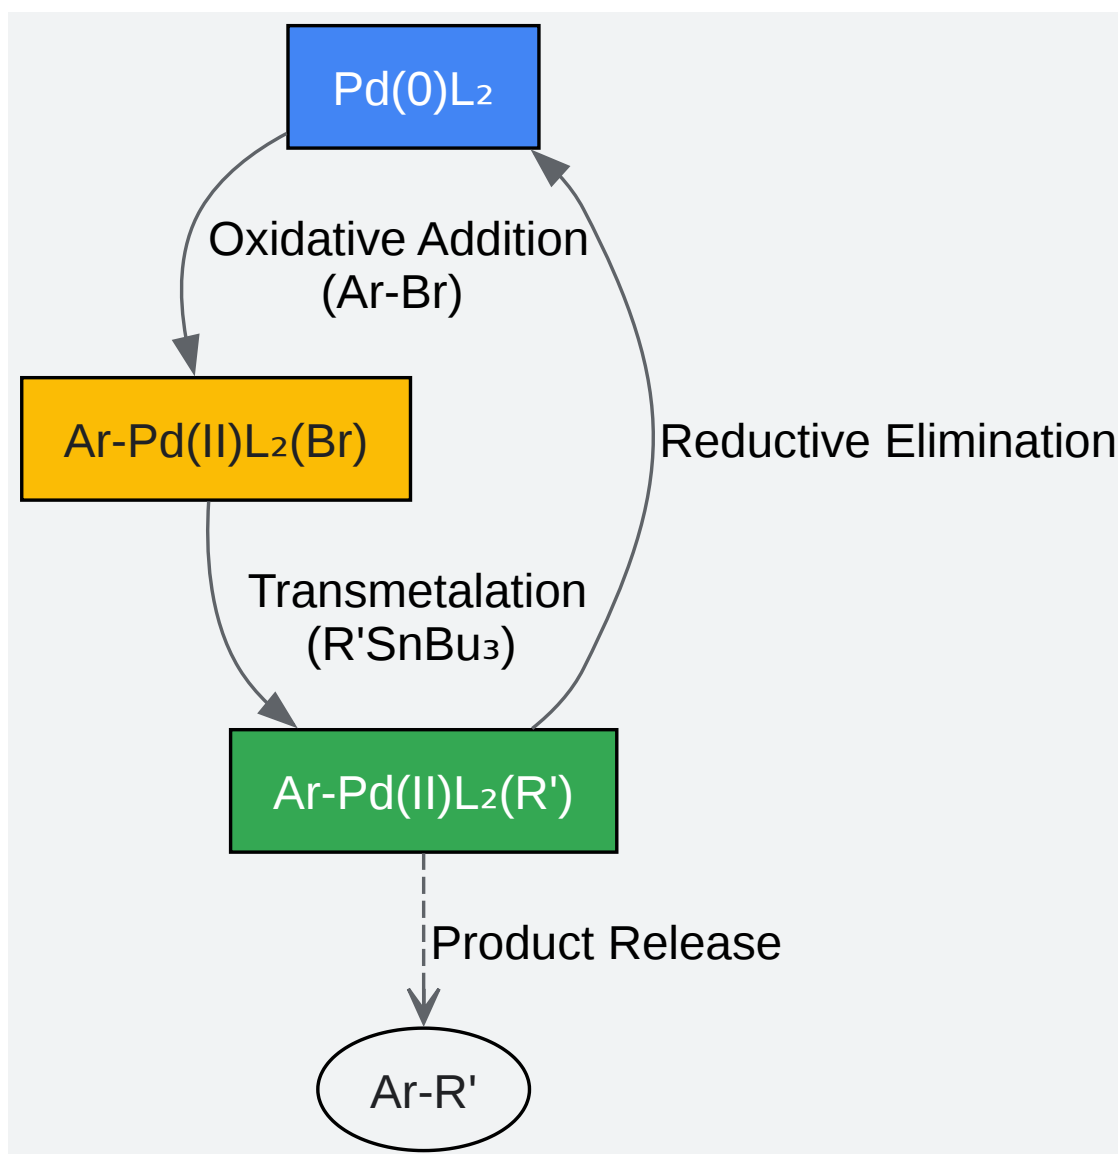 Pd(0)L₂
Oxidative Addition
(Ar-Br)
Ar-Pd(II)L₂(Br)
Reductive Elimination
Transmetalation
(R'SnBu₃)
Ar-Pd(II)L₂(R')
Product Release
Ar-R'